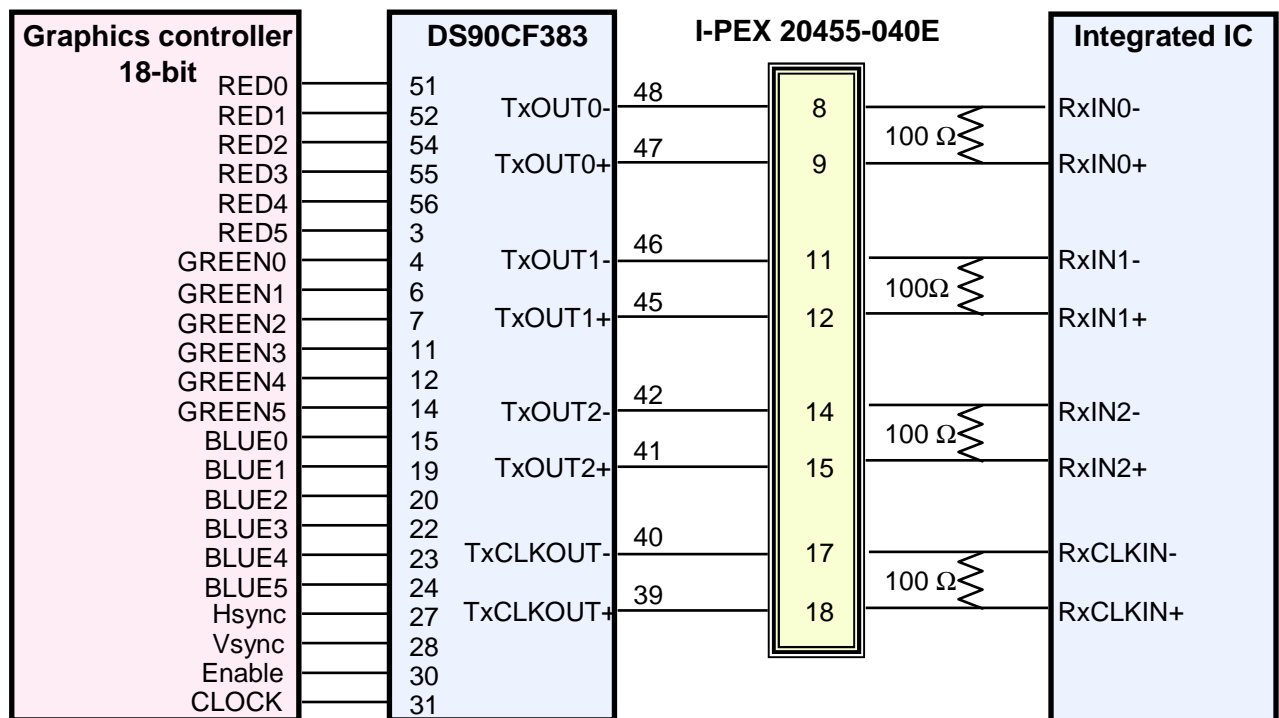 Graphics controller
18-bit
RED0
RED1
RED2
RED3
RED4
RED5
GREEN0
GREEN1
GREEN2
GREEN3
GREEN4
GREEN5
BLUE0
BLUE1
BLUE2
BLUE3
BLUE4
BLUE5
Hsync
Vsync
Enable
CLOCK
DS90CF383
51
52
54
55
56
3
4
6
7
11
12
14
15
19
20
22
23
24
27
28
30
31
TxOUT0-
TxOUT0+
TxOUT1-
TxOUT1+
TxOUT2-
TxOUT2+
TxCLKOUT-
TxCLKOUT+
48
47
46
45
42
41
40
39
I-PEX 20455-040E
8
9
11
12
14
15
17
18
100 Ω
100Ω
100 Ω
100 Ω
Integrated IC
RxIN0-
RxIN0+
RxIN1-
RxIN1+
RxIN2-
RxIN2+
RxCLKIN-
RxCLKIN+